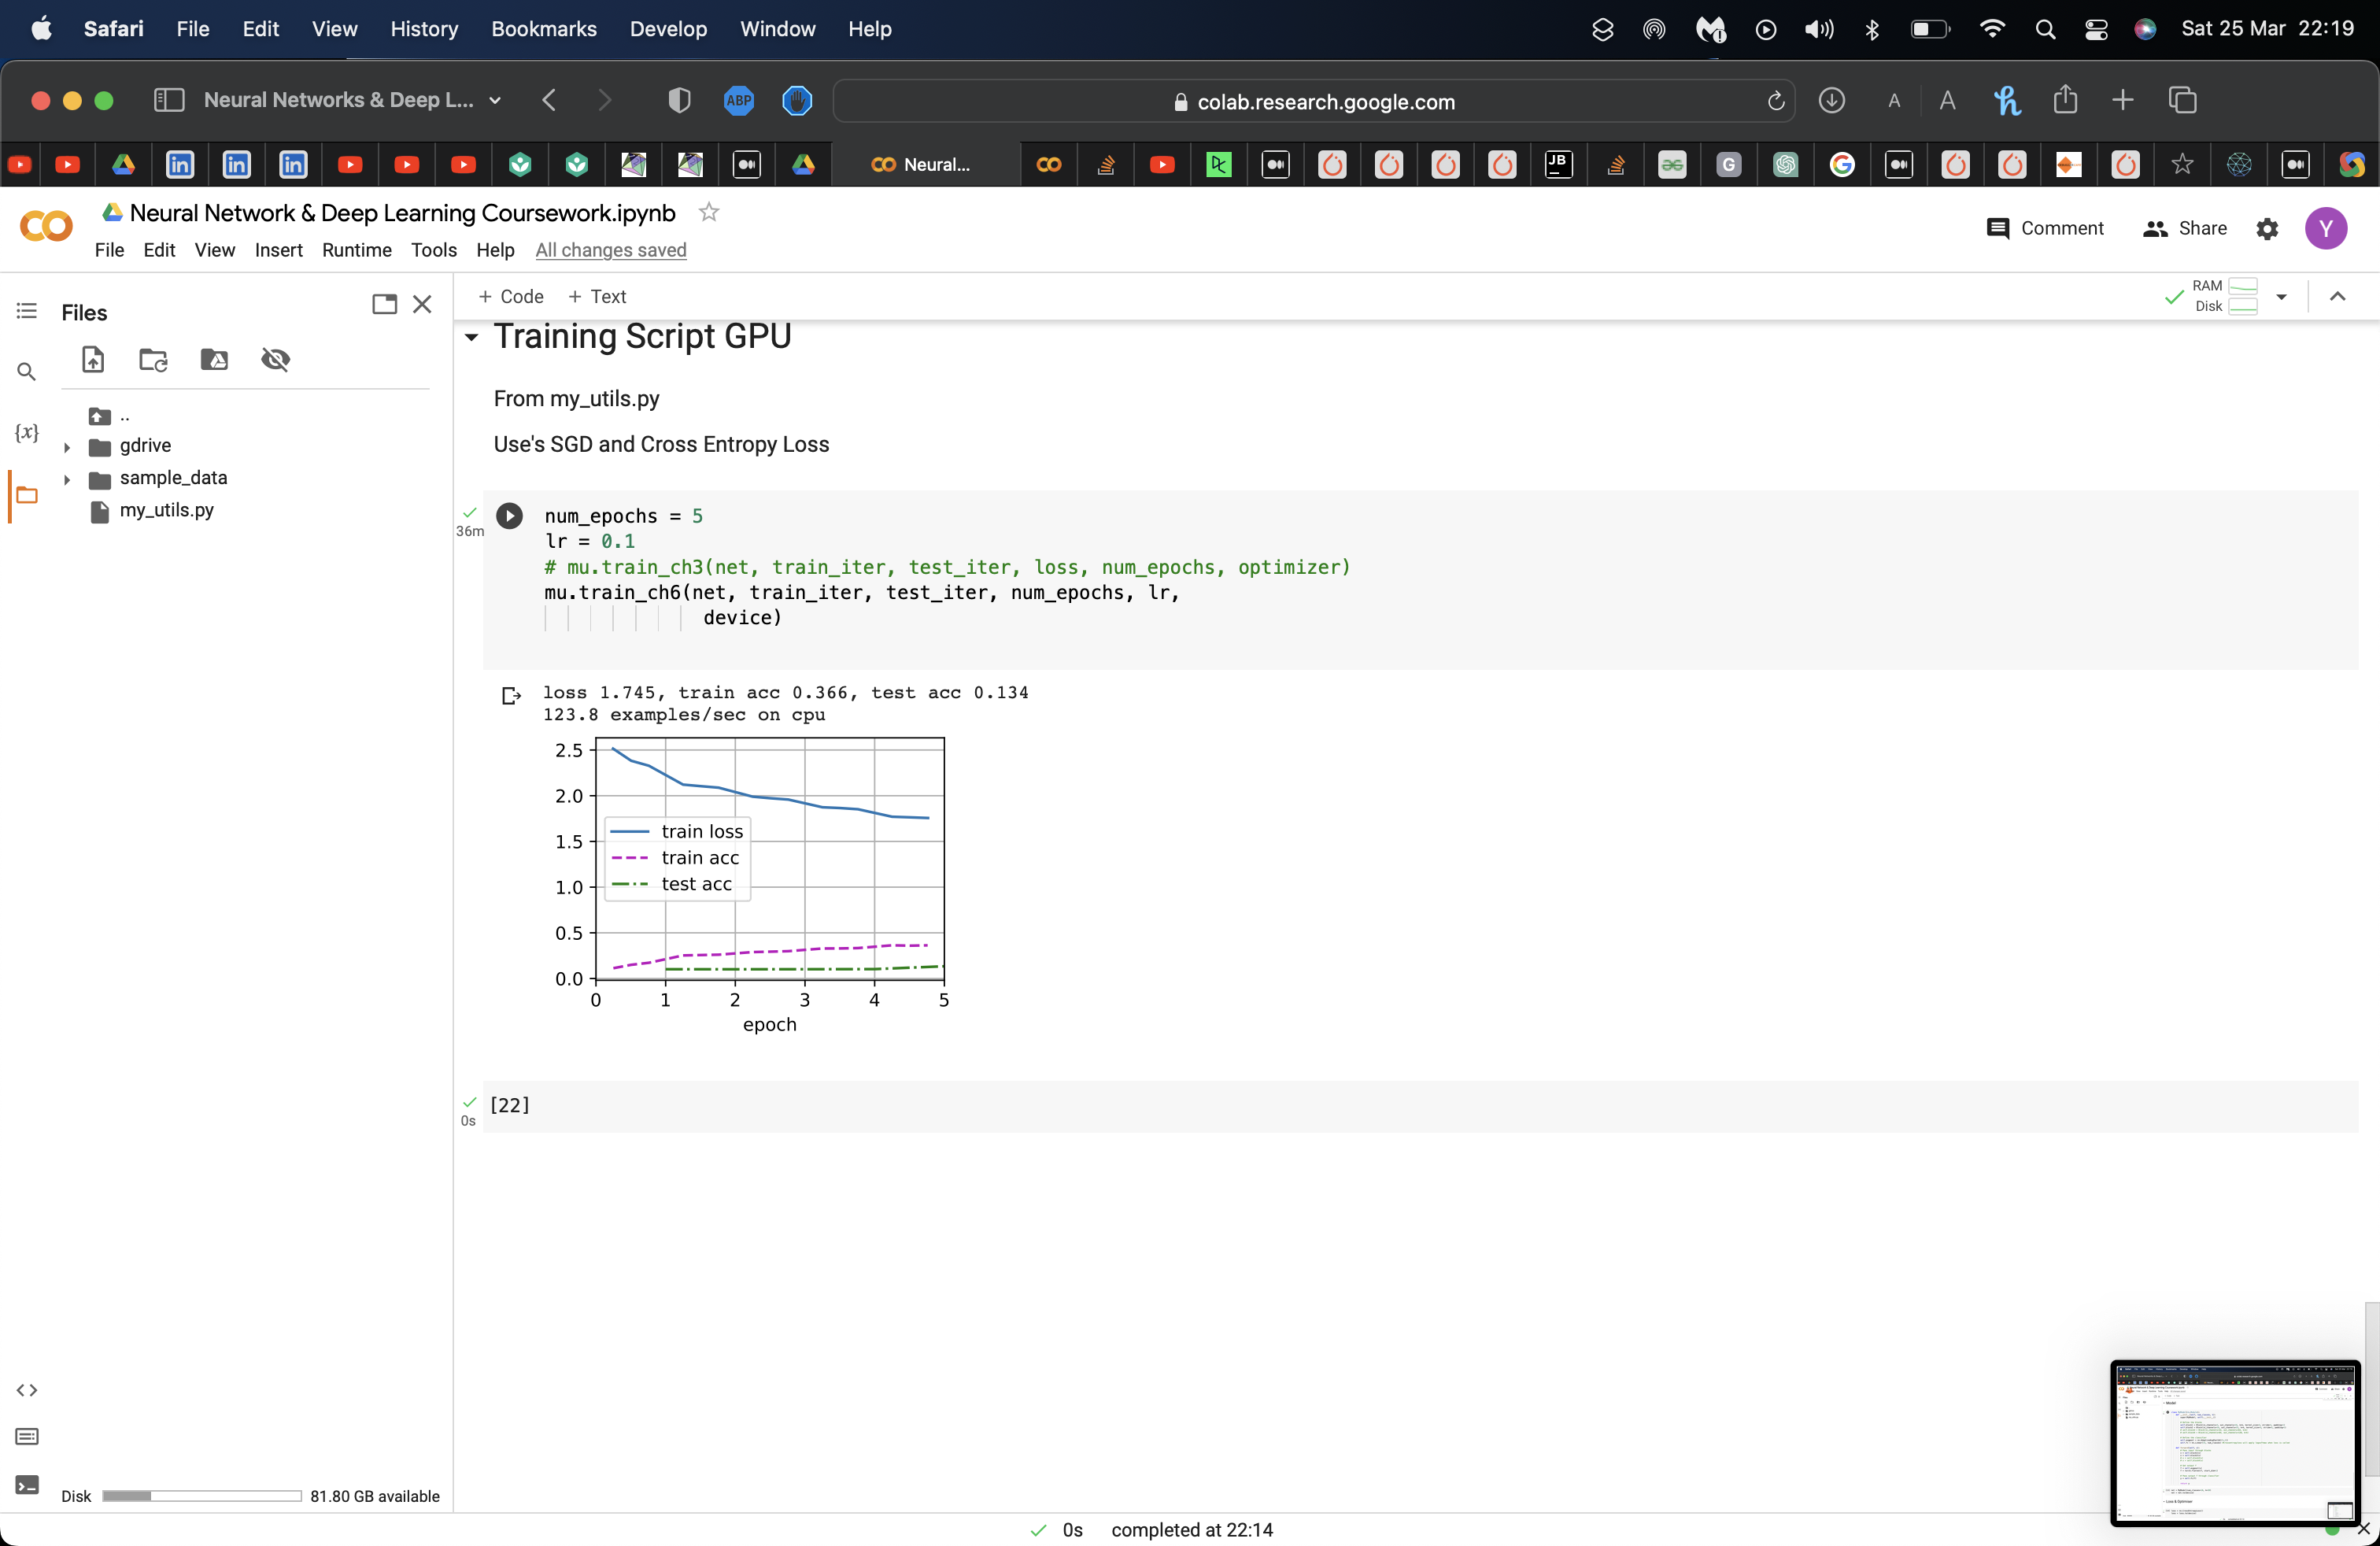 Safari File Edit View History Bookmarks Develop Window Help Sat 25 Mar 22:19
Neural Networks & Deep L... ABP colab.research.google.com A A
Neural... JB G
Neural Network & Deep Learning Coursework.ipynb
File Edit View Insert Runtime Tools Help All changes saved
Comment Share Y
Files
+ Code + Text
RAM
Disk
Training Script GPU
From my_utils.py
Use's SGD and Cross Entropy Loss
{x}
..
gdrive
sample_data
my_utils.py
36m
num_epochs = 5
lr = 0.1
# mu.train_ch3(net, train_iter, test_iter, loss, num_epochs, optimizer)
mu.train_ch6(net, train_iter, test_iter, num_epochs, lr,
device)
loss 1.745, train acc 0.366, test acc 0.134
123.8 examples/sec on cpu
2.5
2.0
1.5
1.0
0.5
0.0
train loss
train acc
test acc
0 1 2 3 4 5
epoch
[22]
0s
Disk 81.80 GB available
0s completed at 22:14